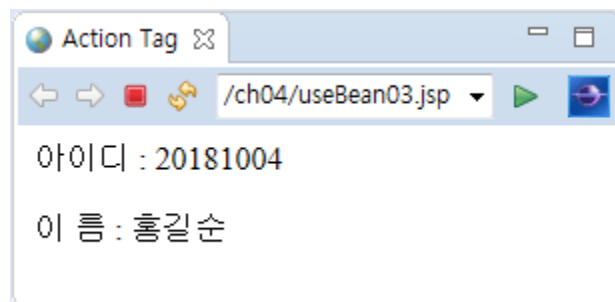 Action Tag
/ch04/useBean03.jsp
아이디 : 20181004
이 름 : 홍길순